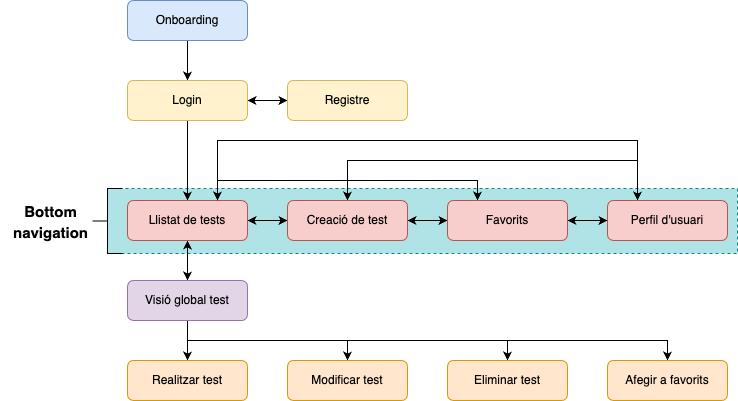 Onboarding
Login
Registre
Bottom
navigation
Llistat de tests
Creació de test
Favorits
Perfil d'usuari
Visió global test
Realitzar test
Modificar test
Eliminar test
Afegir a favorits